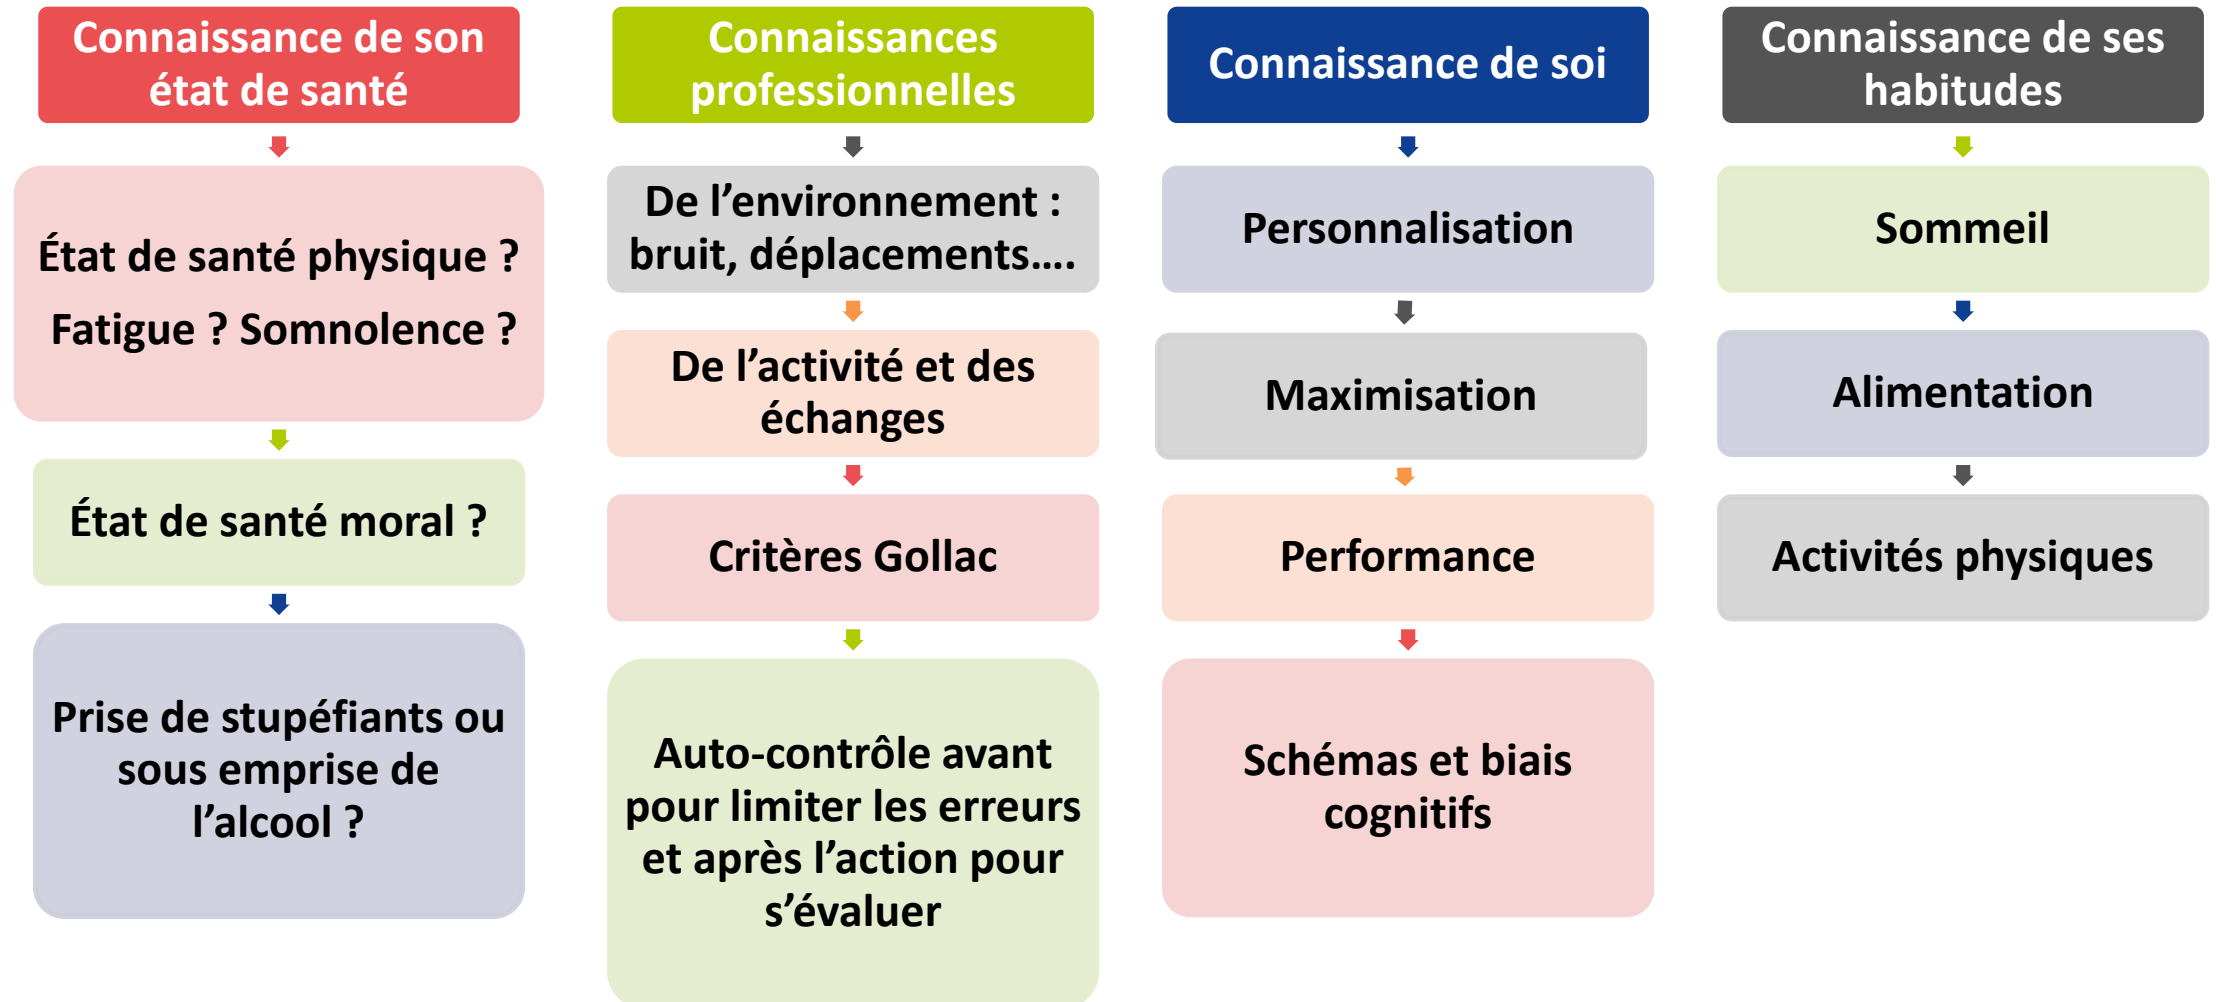 Connaissance de son
état de santé
État de santé physique ?
Fatigue ? Somnolence ?
État de santé moral ?
Prise de stupéfiants ou
sous emprise de
l’alcool ?
Connaissances
professionnelles
De l’environnement :
bruit, déplacements….
De l’activité et des
échanges
Critères Gollac
Auto-contrôle avant
pour limiter les erreurs
et après l’action pour
s’évaluer
Connaissance de soi
Personnalisation
Maximisation
Performance
Schémas et biais
cognitifs
Connaissance de ses
habitudes
Sommeil
Alimentation
Activités physiques